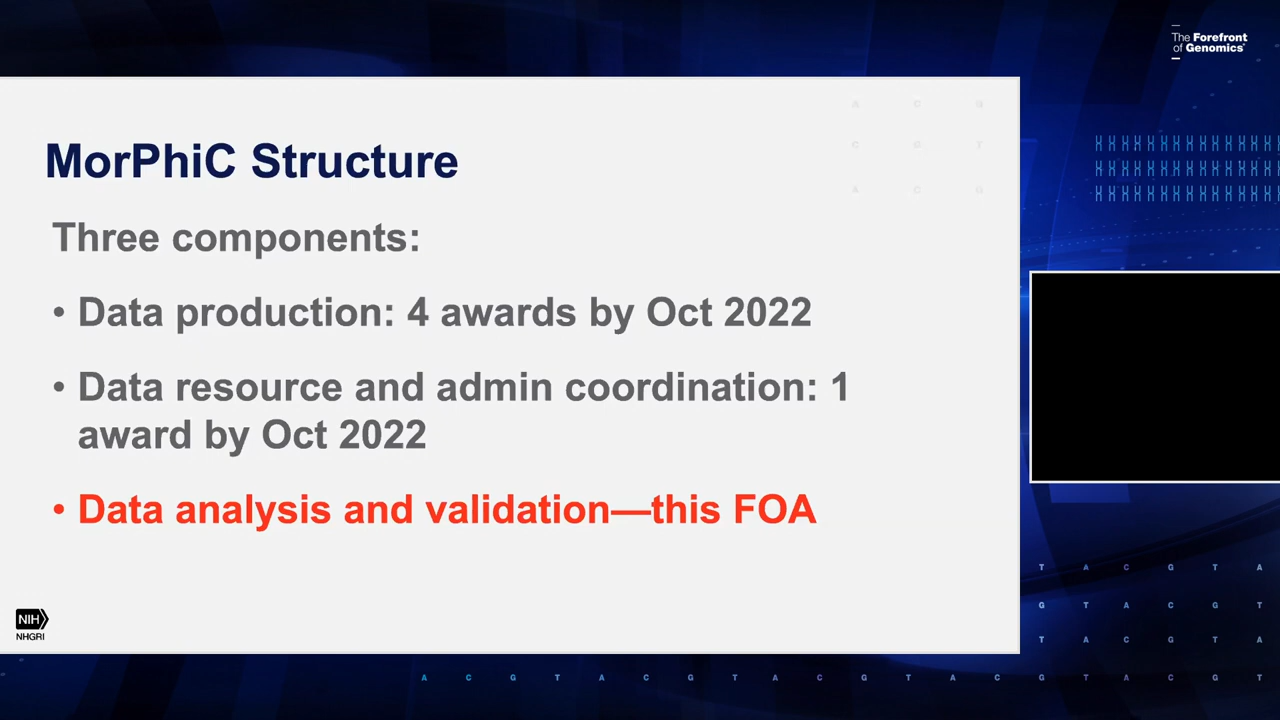 The Forefront
of Genomics
A C N
C G T
A C G
MorPhiC Structure
Three components:
• Data production: 4 awards by Oct 2022
• Data resource and admin coordination: 1
award by Oct 2022
• Data analysis and validation—this FOA
NIH
NHGRI
T A C G T A
G T A C G T
T A C G T A
A C G T A C G T A C G T A C G T A C G T